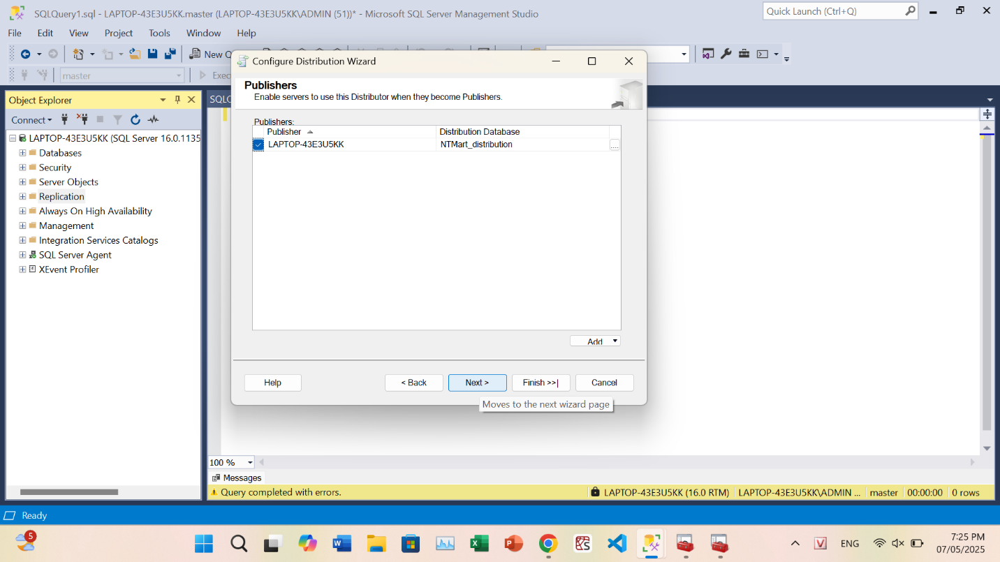 SQLQuery1.sql - LAPTOP-43E3U5KK.master (LAPTOP-43E3U5KK\ADMIN (51))* - Microsoft SQL Server Management Studio
Quick Launch (Ctrl+Q)
File Edit View Project Tools Window Help
New Q
master
Exec
Object Explorer
Connect
LAPTOP-43E3U5KK (SQL Server 16.0.1135
Databases
Security
Server Objects
Replication
Always On High Availability
Management
Integration Services Catalogs
SQL Server Agent
XEvent Profiler
SQLQ
Configure Distribution Wizard
Publishers
Enable servers to use this Distributor when they become Publishers.
Publishers:
Publisher Distribution Database
LAPTOP-43E3U5KK NTMart_distribution ...
Add
Help < Back Next > Finish >>| Cancel
Moves to the next wizard page
100 %
Messages
Query completed with errors. LAPTOP-43E3U5KK (16.0 RTM) LAPTOP-43E3U5KK\ADMIN ... master 00:00:00 0 rows
Ready
5
ENG
7:25 PM
07/05/2025